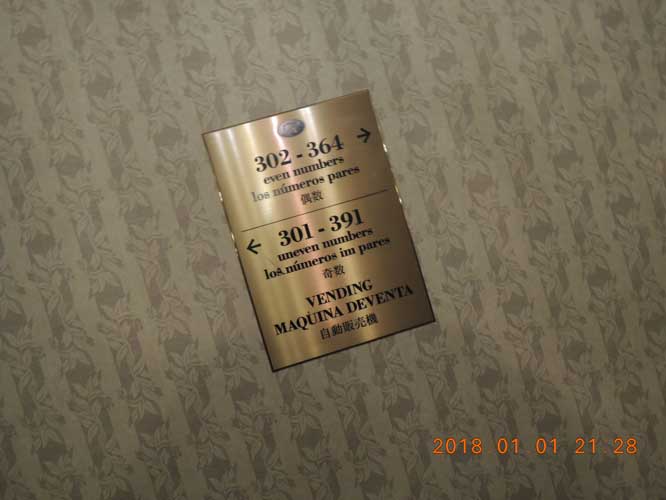 302 - 364 →
even numbers
los números pares
偶数
← 301 - 391
uneven numbers
los números im pares
奇数
VENDING
MAQUINA DEVENTA
自動販売機
2018 01 01 21:28